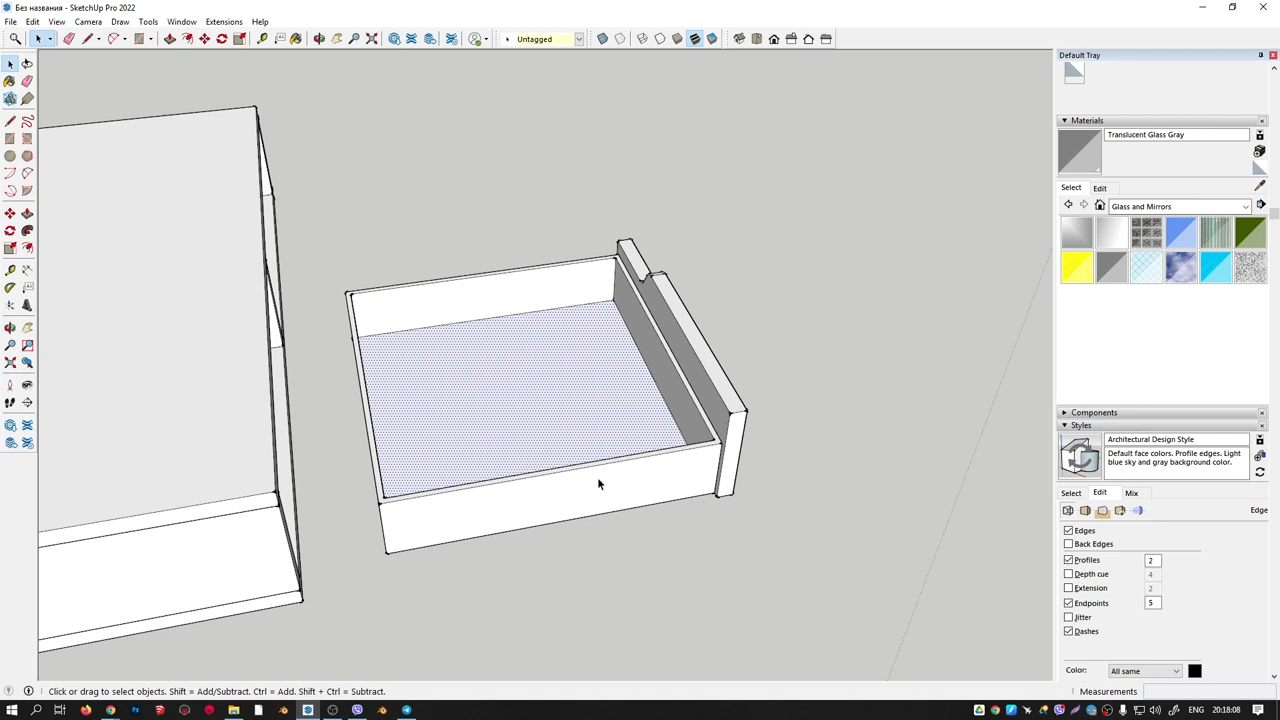 Без названия - SketchUp Pro 2022
File Edit View Camera Draw Tools Window Extensions Help
Untagged
Default Tray
Materials
Translucent Glass Gray
Select Edit
Glass and Mirrors
Components
Styles
Architectural Design Style
Default face colors. Profile edges. Light
blue sky and gray background color.
Select Edit Mix
Edge
Edges
Back Edges
Profiles 2
Depth cue 4
Extension 2
Endpoints 5
Jitter
Dashes
Color: All same
Click or drag to select objects. Shift = Add/Subtract. Ctrl = Add. Shift + Ctrl = Subtract.
Measurements
Ps
ENG 20:18:08